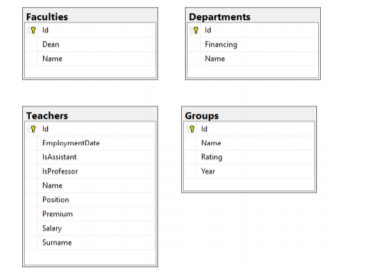 Faculties
Id
Dean
Name
Departments
Id
Financing
Name
Teachers
Id
EmploymentDate
IsAssistant
IsProfessor
Name
Position
Premium
Salary
Surname
Groups
Id
Name
Rating
Year